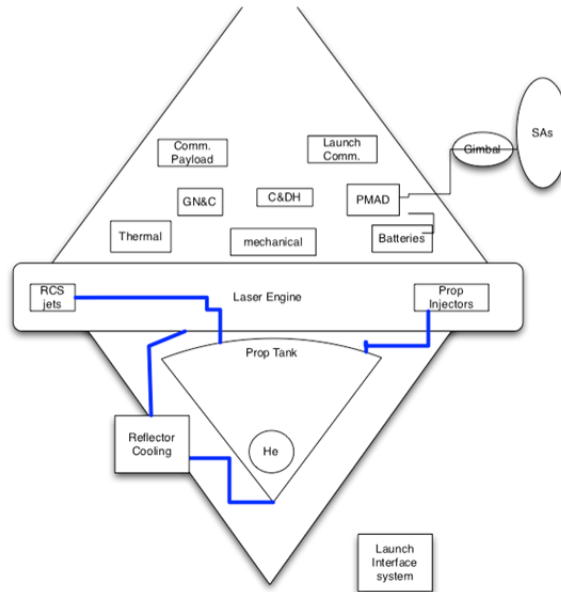 SAs
Comm.
Payload
Launch
Comm.
Gimbal
GN&C
C&DH
PMAD
Thermal
mechanical
Batteries
RCS
jets
Laser Engine
Prop
Injectors
Prop Tank
Reflector
Cooling
He
Launch
Interface
system